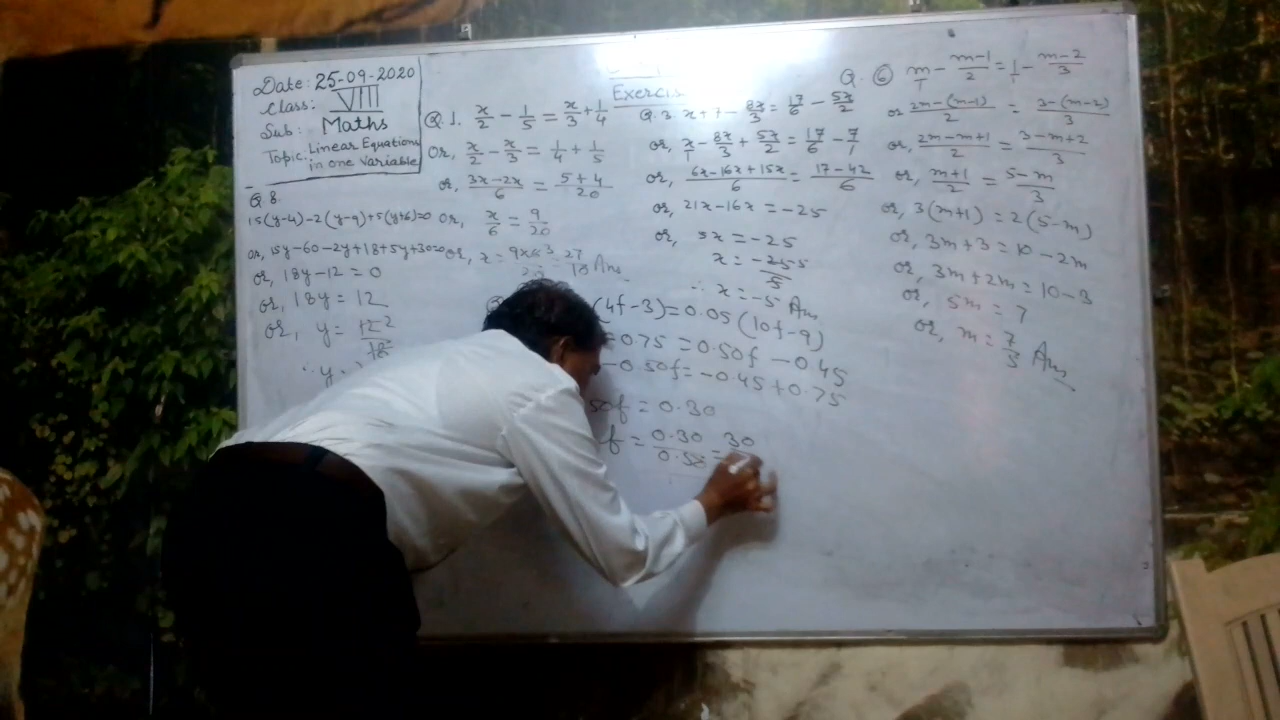 Date: 25-09-2020
Class: VIII
Sub: Maths
Topic: Linear Equations
in one Variable
Q 8.
15(y-4)-2(y-9)+5(y+6)=0
or, 15y-60-2y+18+5y+30=0
or, 18y-12=0
or, 18y=12
or, y = 12 2 / 18
∴ y =
Exercis
Q 1. x/2 - 1/5 = x/3 + 1/4
Or, x/2 - x/3 = 1/4 + 1/5
or, 3x-2x/6 = 5+4/20
or, x/6 = 9/20
or, x = 9x6 3 / 20 27/10 Ans
Q. 3. x+7- 8x/3 = 17/6 - 5x/2
or, x/1 - 8x/3 + 5x/2 = 17/6 - 7/1
or, 6x-16x+15x/6 = 17-42/6
or, 21x-16x = -25
or, 5x = -25
x = -25 5/5
∴ x = -5 Ans
(4f-3)=0.05(10f-9)
0.75 = 0.50f - 0.45
-0.50f = -0.45+0.75
50f = 0.30
f = 0.30/0.50 = 30
Q. 6 m/1 - m-1/2 = 1/1 - m-2/3
or 2m-(m-1)/2 = 3-(m-2)/3
or, 2m-m+1/2 = 3-m+2/3
or, m+1/2 = 5-m/3
or, 3(m+1) = 2(5-m)
or, 3m+3 = 10-2m
or, 3m+2m = 10-3
or, 5m = 7
or, m = 7/5 Ans